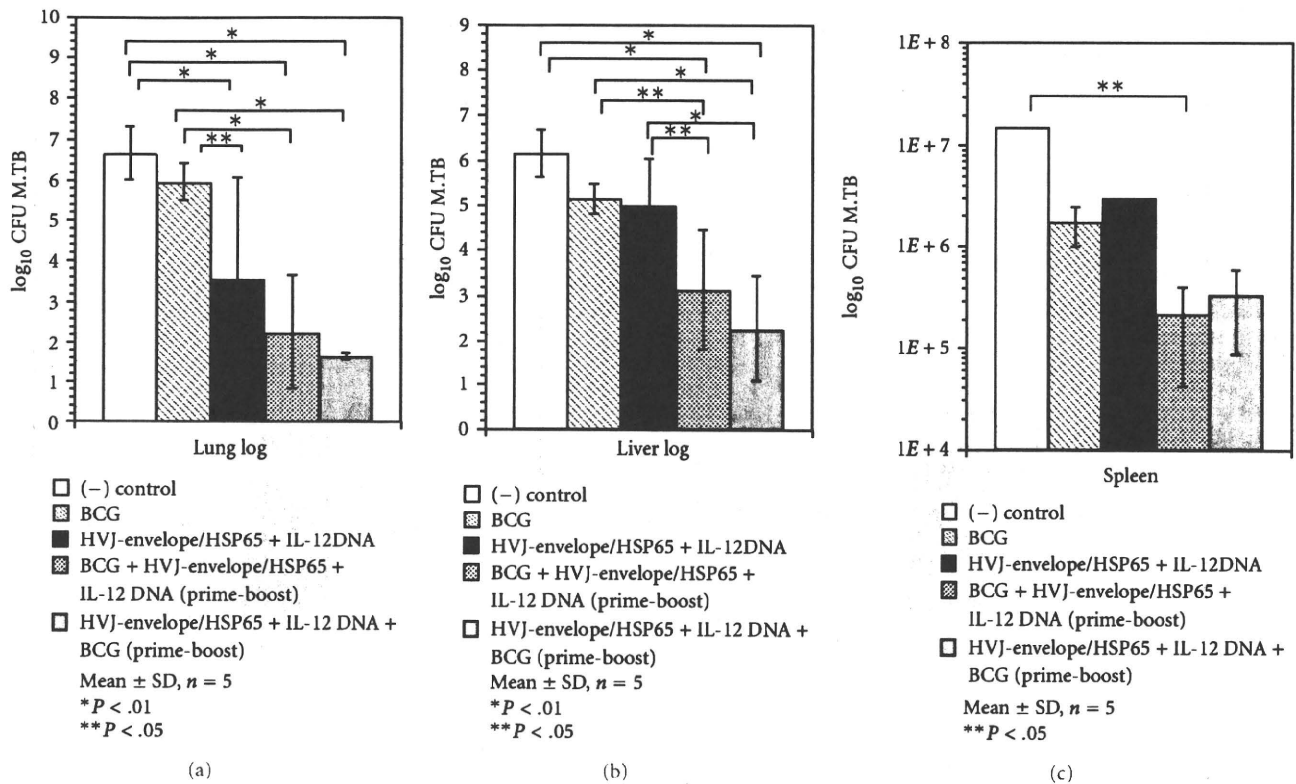 10
9
8
7
6
5
4
3
2
1
0
log10 CFU M.TB
*
*
*
*
*
**
Lung log
(−) control
BCG
HVJ-envelope/HSP65 + IL-12DNA
BCG + HVJ-envelope/HSP65 +
IL-12 DNA (prime-boost)
HVJ-envelope/HSP65 + IL-12 DNA +
BCG (prime-boost)
Mean ± SD, n = 5
*P < .01
**P < .05
(a)
9
8
7
6
5
4
3
2
1
0
log10 CFU M.TB
*
*
*
**
*
**
Liver log
(−) control
BCG
HVJ-envelope/HSP65 + IL-12DNA
BCG + HVJ-envelope/HSP65 +
IL-12 DNA (prime-boost)
HVJ-envelope/HSP65 + IL-12 DNA +
BCG (prime-boost)
Mean ± SD, n = 5
*P < .01
**P < .05
(b)
1E + 8
1E + 7
1E + 6
1E + 5
1E + 4
log10 CFU M.TB
**
Spleen
(−) control
BCG
HVJ-envelope/HSP65 + IL-12DNA
BCG + HVJ-envelope/HSP65 +
IL-12 DNA (prime-boost)
HVJ-envelope/HSP65 + IL-12 DNA +
BCG (prime-boost)
Mean ± SD, n = 5
**P < .05
(c)